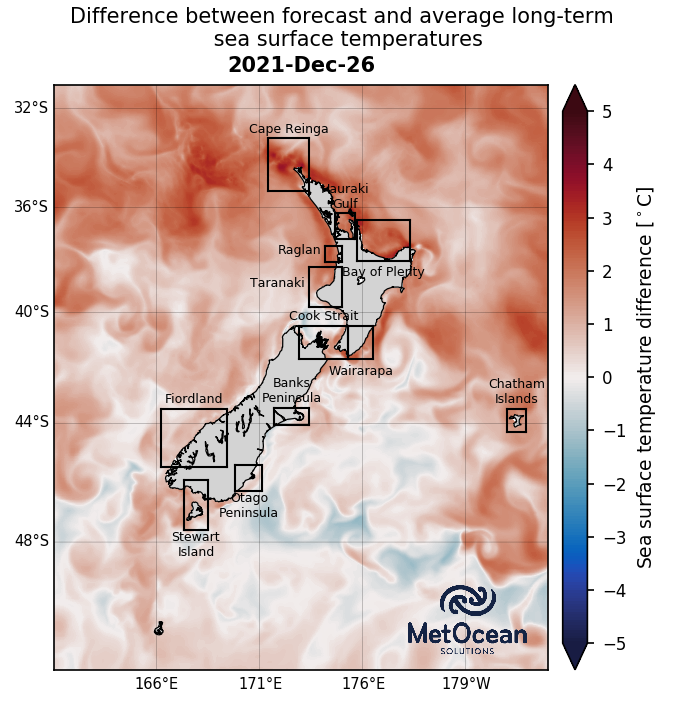 Difference between forecast and average long-term
sea surface temperatures
2021-Dec-26
32°S
36°S
40°S
44°S
48°S
Cape Reinga
Hauraki
Gulf
Raglan
Bay of Plenty
Taranaki
Cook Strait
Wairarapa
Banks
Peninsula
Fiordland
Chatham
Islands
Otago
Peninsula
Stewart
Island
MetOcean
SOLUTIONS
166°E
171°E
176°E
179°W
5
4
3
2
1
0
−1
−2
−3
−4
−5
Sea surface temperature difference [°C]